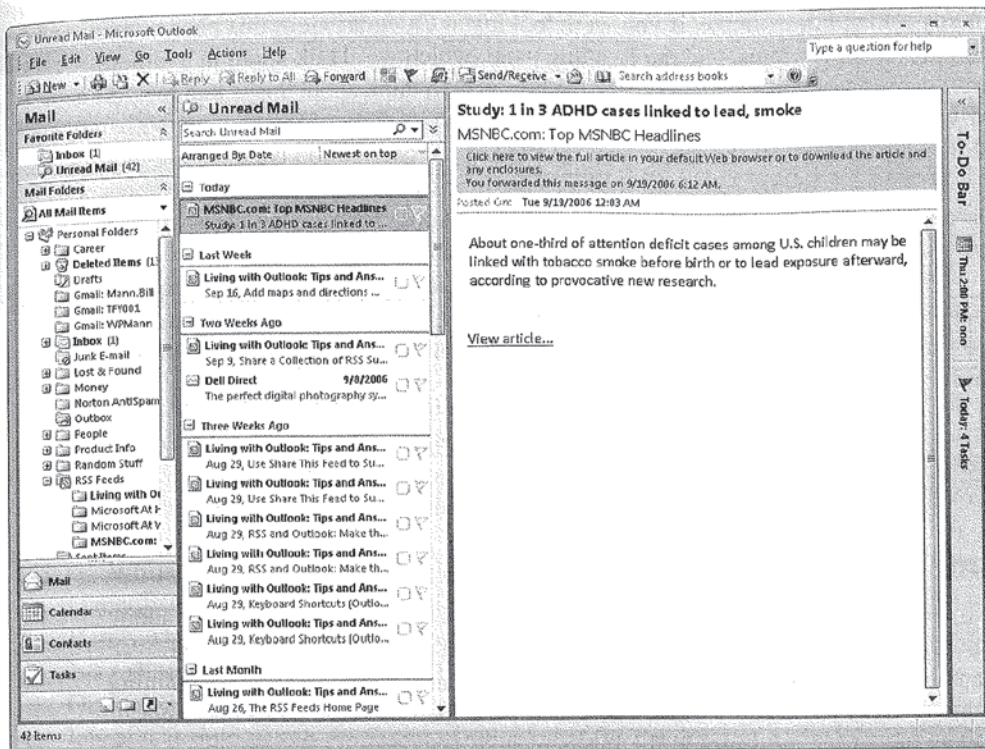 Unread Mail - Microsoft Outlook
File Edit View Go Tools Actions Help
Type a question for help
New Reply Reply to All Forward Send/Receive Search address books
Mail
Favorite Folders
Inbox (1)
Unread Mail (42)
Mail Folders
All Mail Items
Personal Folders
Career
Deleted Items (1
Drafts
Gmail: Mann.Bill
Gmail: TFY001
Gmail: WPMann
Inbox (1)
Junk E-mail
Lost & Found
Money
Norton AntiSpam
Outbox
People
Product Info
Random Stuff
RSS Feeds
Living with Ou
Microsoft At H
Microsoft At W
MSNBC.com:
Sent Items
Mail
Calendar
Contacts
Tasks
Unread Mail
Search Unread Mail
Arranged By: Date Newest on top
Today
MSNBC.com: Top MSNBC Headlines
Study: 1 in 3 ADHD cases linked to ...
Last Week
Living with Outlook: Tips and Ans...
Sep 16, Add maps and directions ...
Two Weeks Ago
Living with Outlook: Tips and Ans...
Sep 9, Share a Collection of RSS Su...
Dell Direct 9/8/2006
The perfect digital photography sy...
Three Weeks Ago
Living with Outlook: Tips and Ans...
Aug 29, Use Share This Feed to Su...
Living with Outlook: Tips and Ans...
Aug 29, Use Share This Feed to Su...
Living with Outlook: Tips and Ans...
Aug 29, RSS and Outlook: Make th...
Living with Outlook: Tips and Ans...
Aug 29, RSS and Outlook: Make th...
Living with Outlook: Tips and Ans...
Aug 29, Keyboard Shortcuts (Outlo...
Living with Outlook: Tips and Ans...
Aug 29, Keyboard Shortcuts (Outlo...
Last Month
Living with Outlook: Tips and Ans...
Aug 26, The RSS Feeds Home Page
Study: 1 in 3 ADHD cases linked to lead, smoke
MSNBC.com: Top MSNBC Headlines
Click here to view the full article in your default Web browser or to download the article and
any enclosures.
You forwarded this message on 9/19/2006 6:12 AM.
Posted On: Tue 9/19/2006 12:03 AM
About one-third of attention deficit cases among U.S. children may be
linked with tobacco smoke before birth or to lead exposure afterward,
according to provocative new research.
View article...
To-Do Bar
Thu 2:00 PM: ooo
Today: 4 Tasks
42 Items